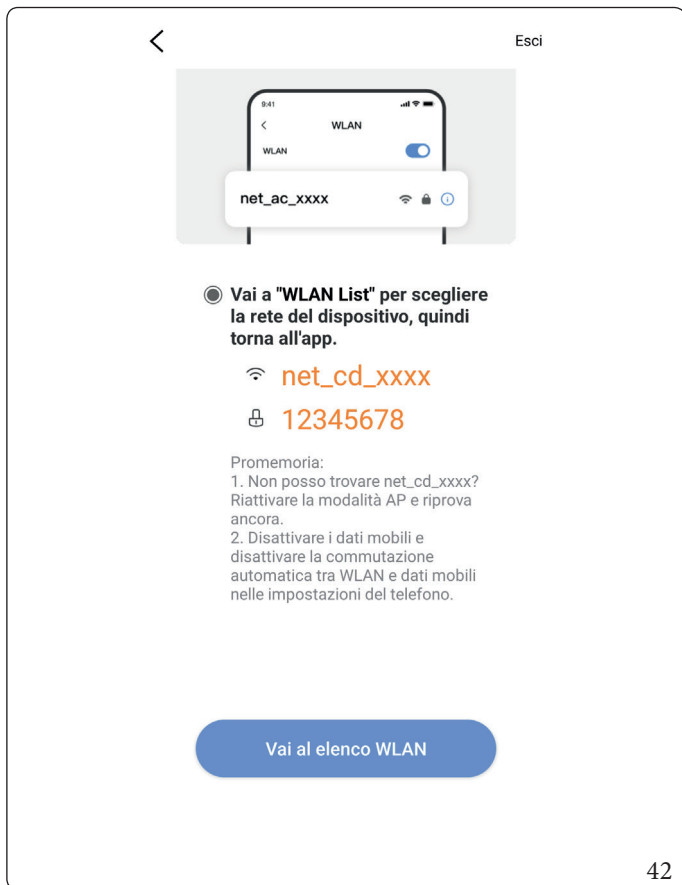 Esci
9:41
WLAN
WLAN
net_ac_xxxx
Vai a "WLAN List" per scegliere
la rete del dispositivo, quindi
torna all'app.
net_cd_xxxx
12345678
Promemoria:
1. Non posso trovare net_cd_xxxx?
Riattivare la modalità AP e riprova
ancora.
2. Disattivare i dati mobili e
disattivare la commutazione
automatica tra WLAN e dati mobili
nelle impostazioni del telefono.
Vai al elenco WLAN
42